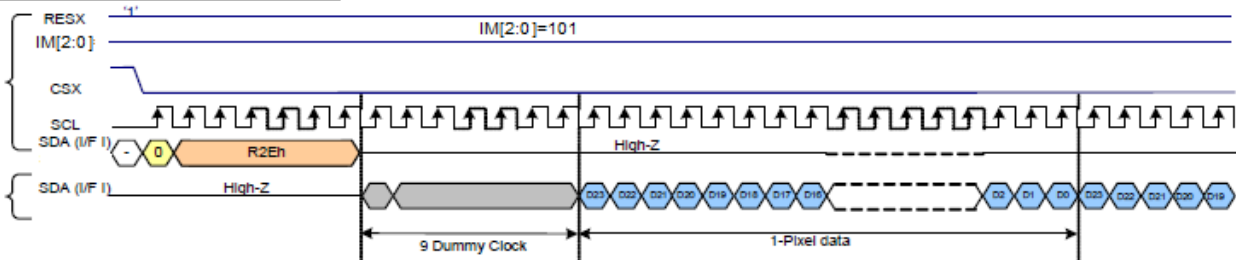 RESX '1'
IM[2:0] IM[2:0]=101
CSX
SCL
SDA (I/F I) - 0 R2Eh High-Z
SDA (I/F I) High-Z D23 D22 D21 D20 D19 D18 D17 D16 D2 D1 D0 D23 D22 D21 D20 D19
9 Dummy Clock 1-Pixel data